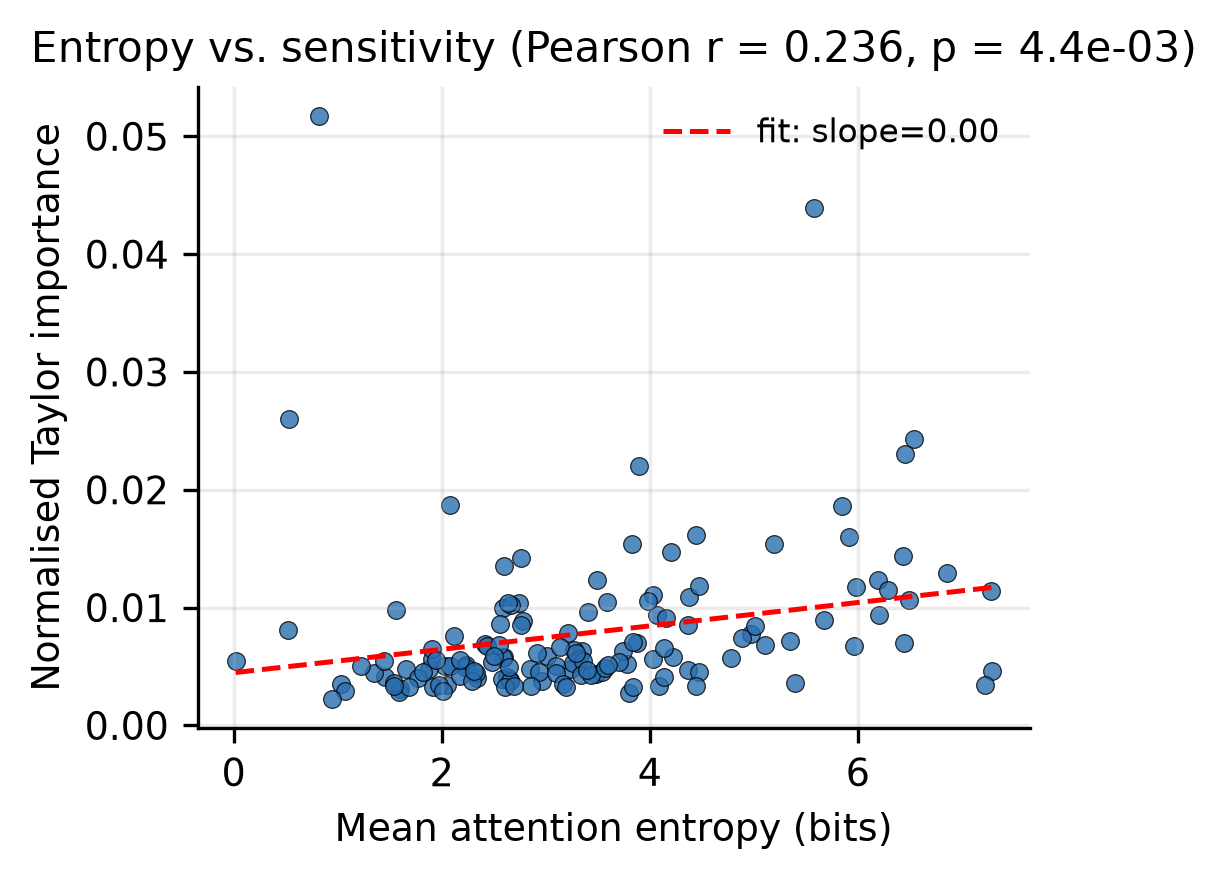 Entropy vs. sensitivity (Pearson r = 0.236, p = 4.4e-03)
fit: slope=0.00
Normalised Taylor importance
0.05
0.04
0.03
0.02
0.01
0.00
0 2 4 6
Mean attention entropy (bits)